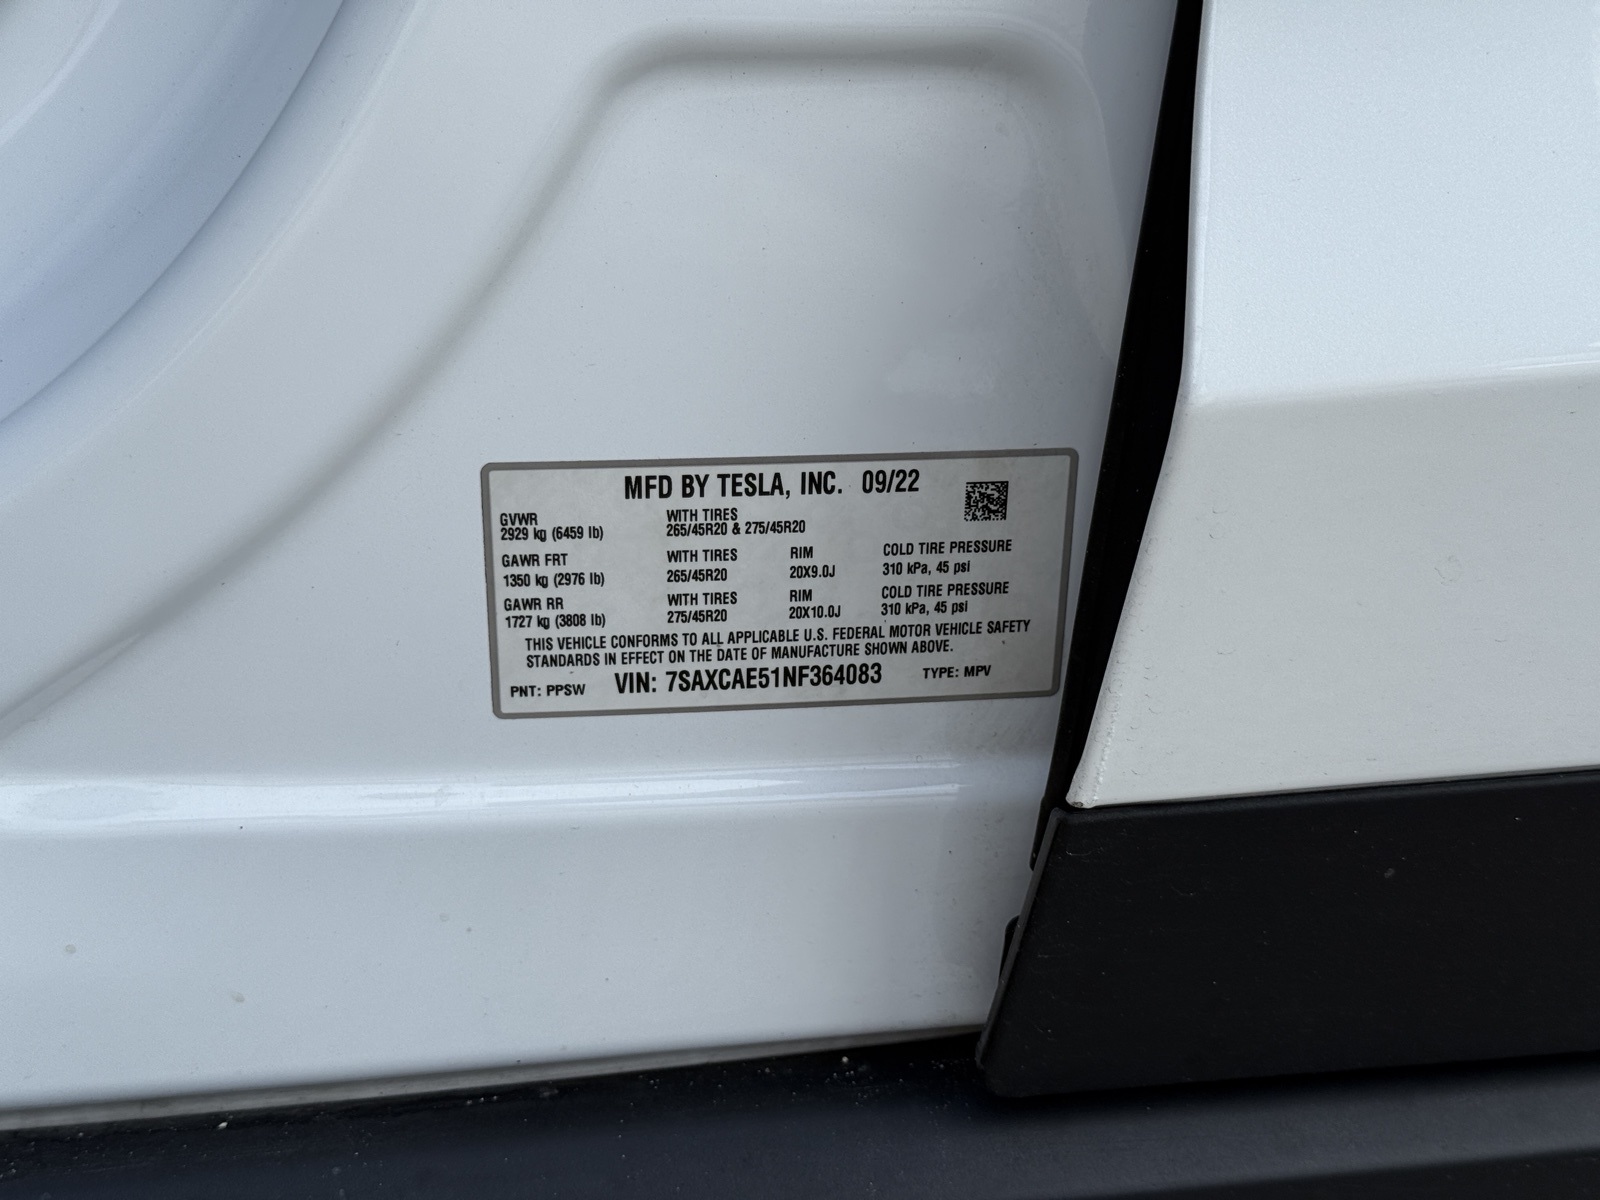 MFD BY TESLA, INC. 09/22
GVWR WITH TIRES
2929 kg (6459 lb) 265/45R20 & 275/45R20
GAWR FRT WITH TIRES RIM COLD TIRE PRESSURE
1350 kg (2976 lb) 265/45R20 20X9.0J 310 kPa, 45 psi
GAWR RR WITH TIRES RIM COLD TIRE PRESSURE
1727 kg (3808 lb) 275/45R20 20X10.0J 310 kPa, 45 psi
THIS VEHICLE CONFORMS TO ALL APPLICABLE U.S. FEDERAL MOTOR VEHICLE SAFETY
STANDARDS IN EFFECT ON THE DATE OF MANUFACTURE SHOWN ABOVE.
PNT: PPSW VIN: 7SAXCAE51NF364083 TYPE: MPV